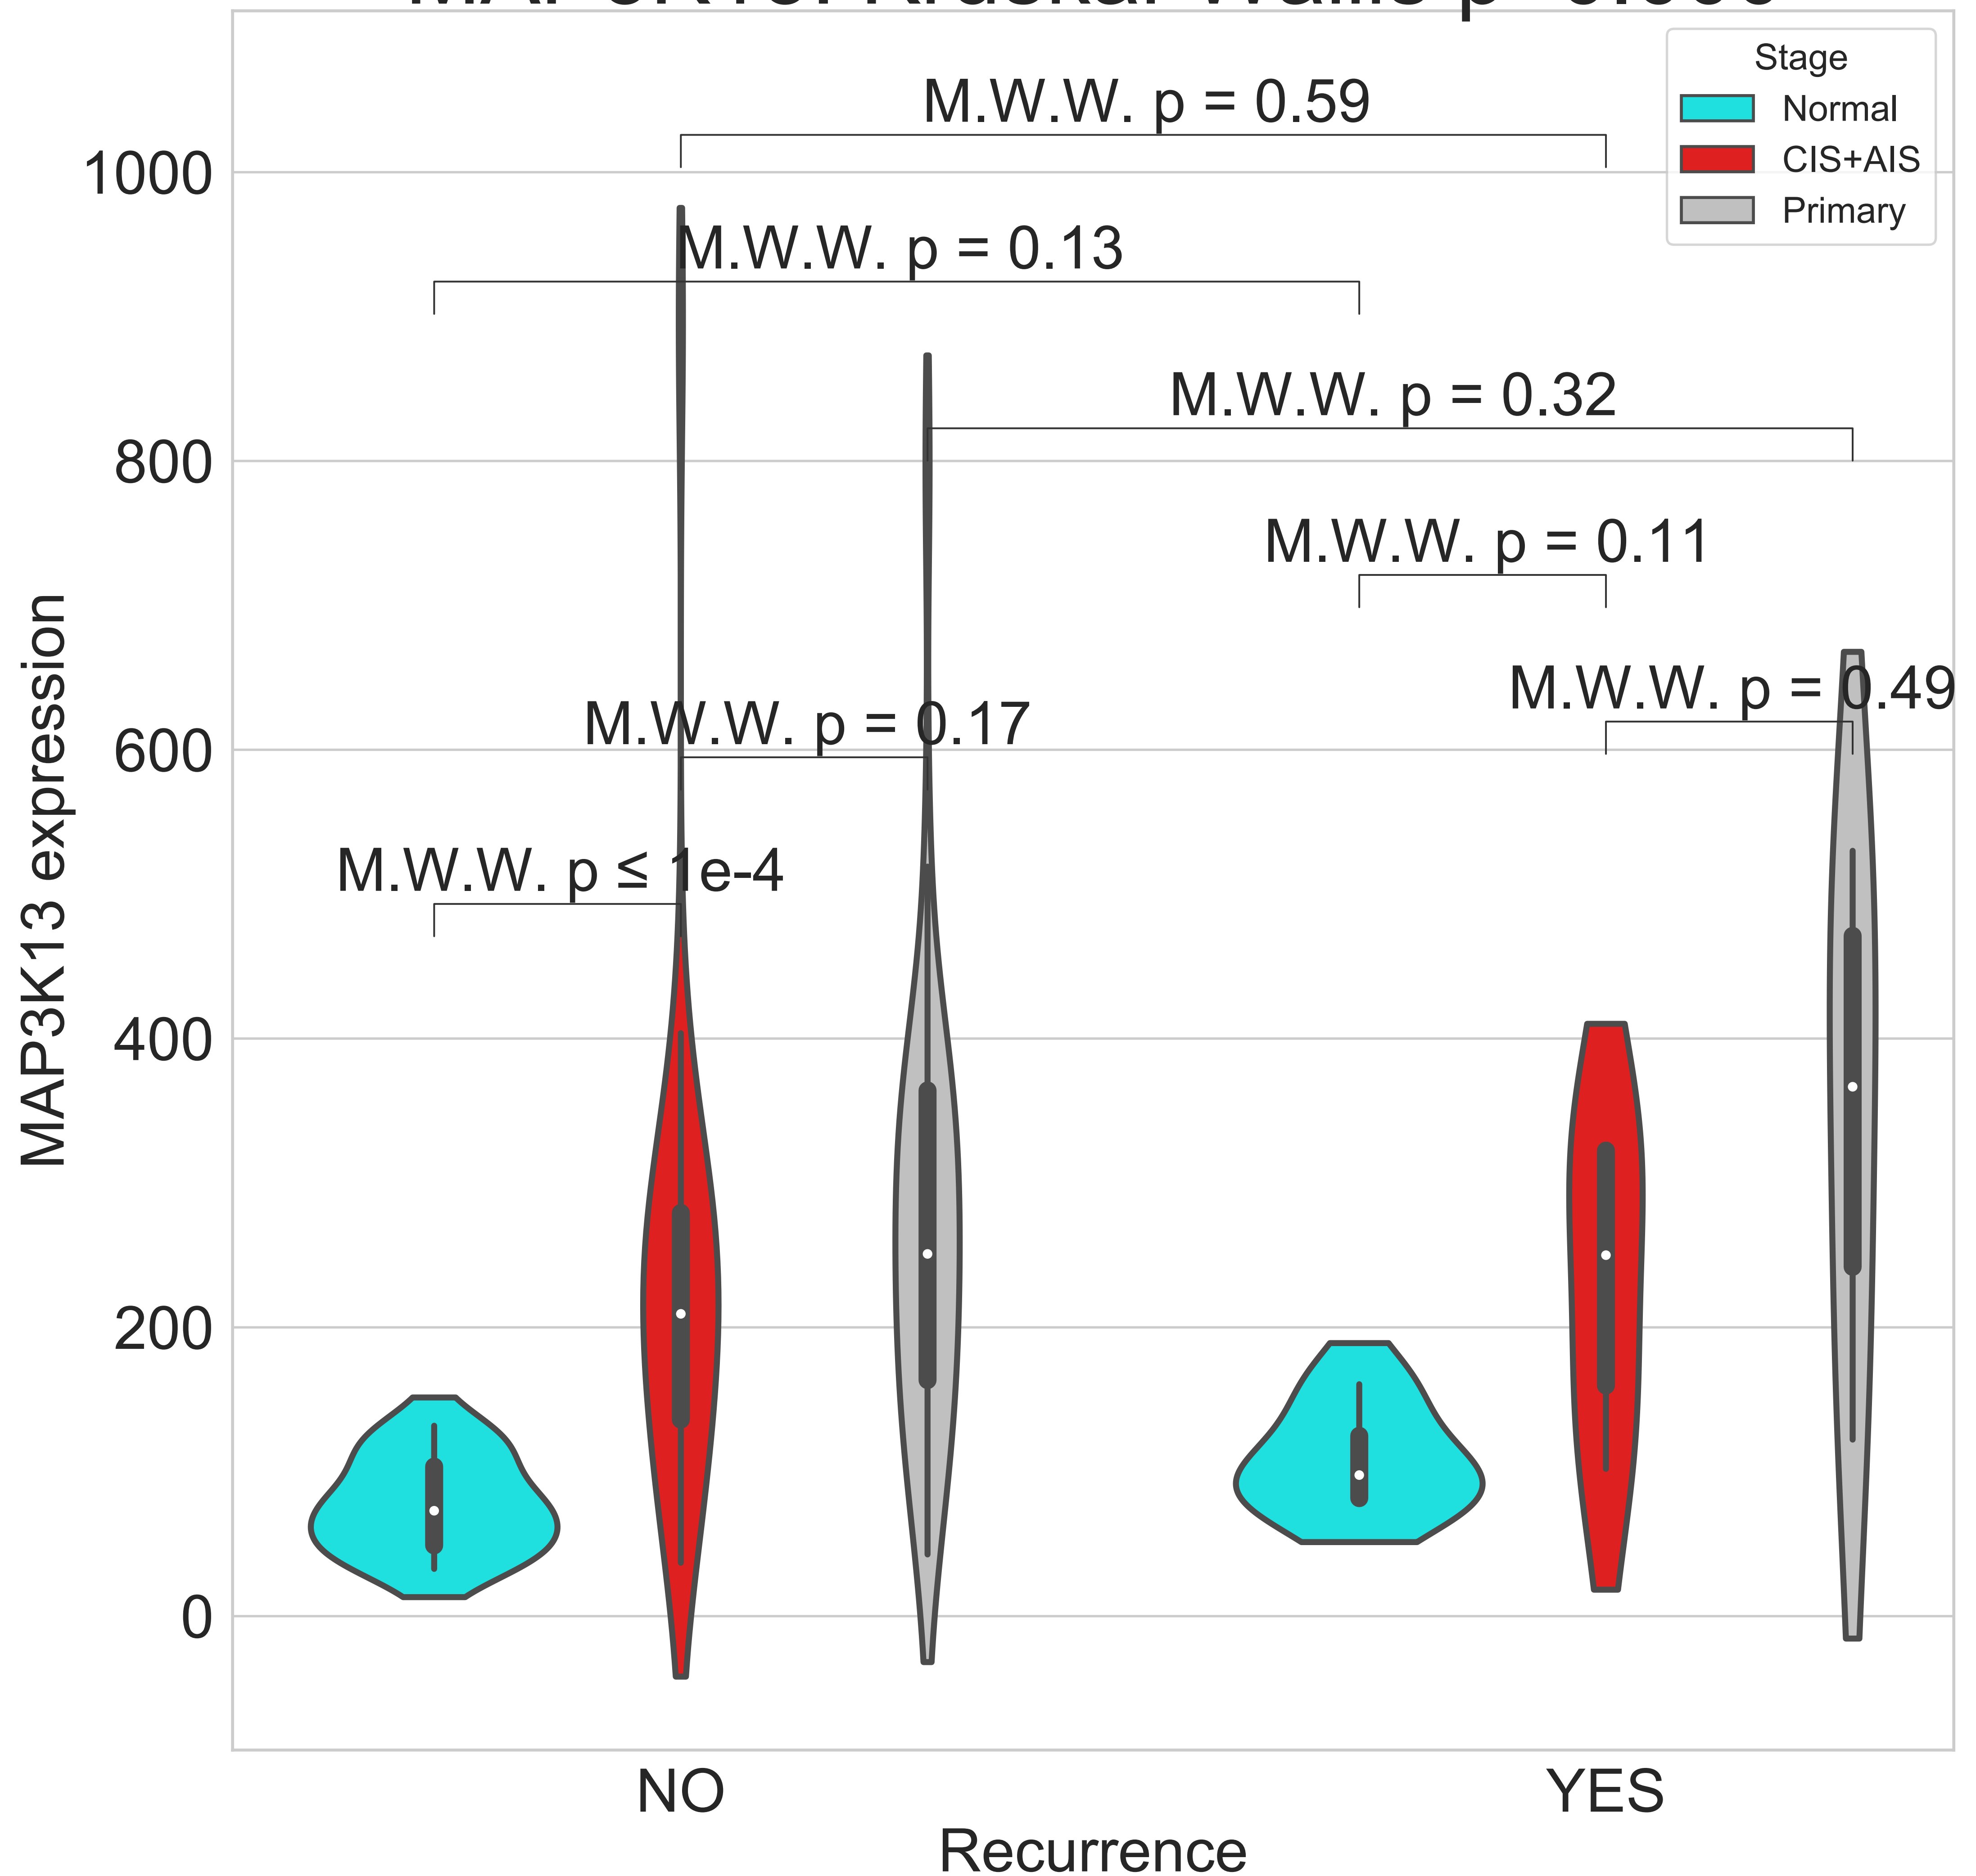 Stage
Normal
CIS+AIS
Primary
M.W.W. p = 0.59
M.W.W. p = 0.13
M.W.W. p = 0.32
M.W.W. p = 0.11
M.W.W. p = 0.49
M.W.W. p = 0.17
M.W.W. p ≤ 1e-4
1000
800
600
400
200
0
MAP3K13 expression
NO
YES
Recurrence